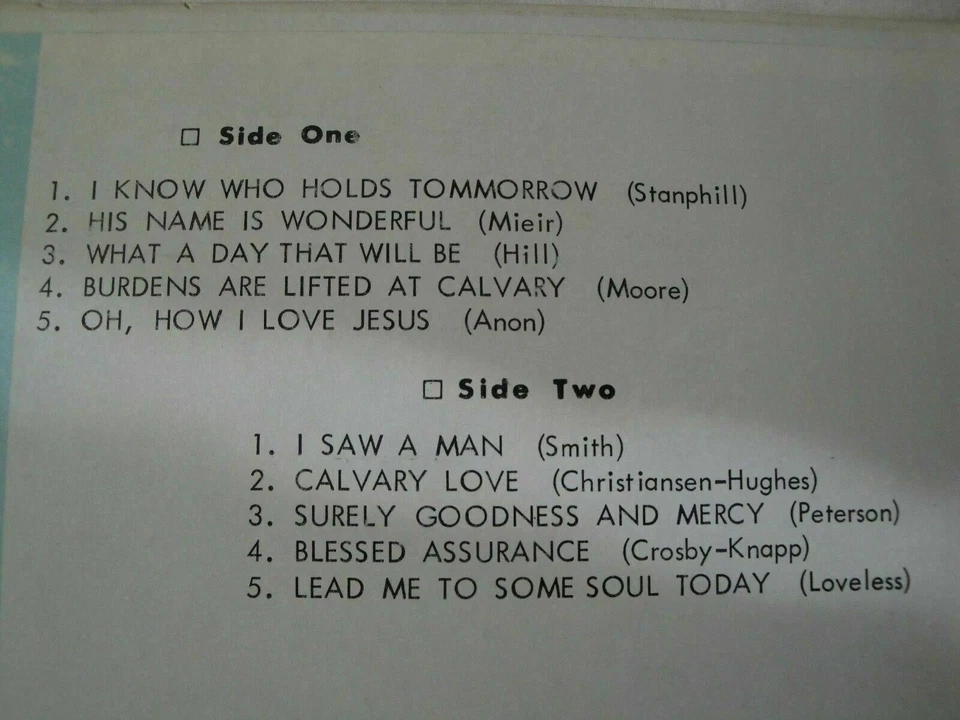 □ Side One
1. I KNOW WHO HOLDS TOMMORROW (Stanphill)
2. HIS NAME IS WONDERFUL (Mieir)
3. WHAT A DAY THAT WILL BE (Hill)
4. BURDENS ARE LIFTED AT CALVARY (Moore)
5. OH, HOW I LOVE JESUS (Anon)
□ Side Two
1. I SAW A MAN (Smith)
2. CALVARY LOVE (Christiansen-Hughes)
3. SURELY GOODNESS AND MERCY (Peterson)
4. BLESSED ASSURANCE (Crosby-Knapp)
5. LEAD ME TO SOME SOUL TODAY (Loveless)